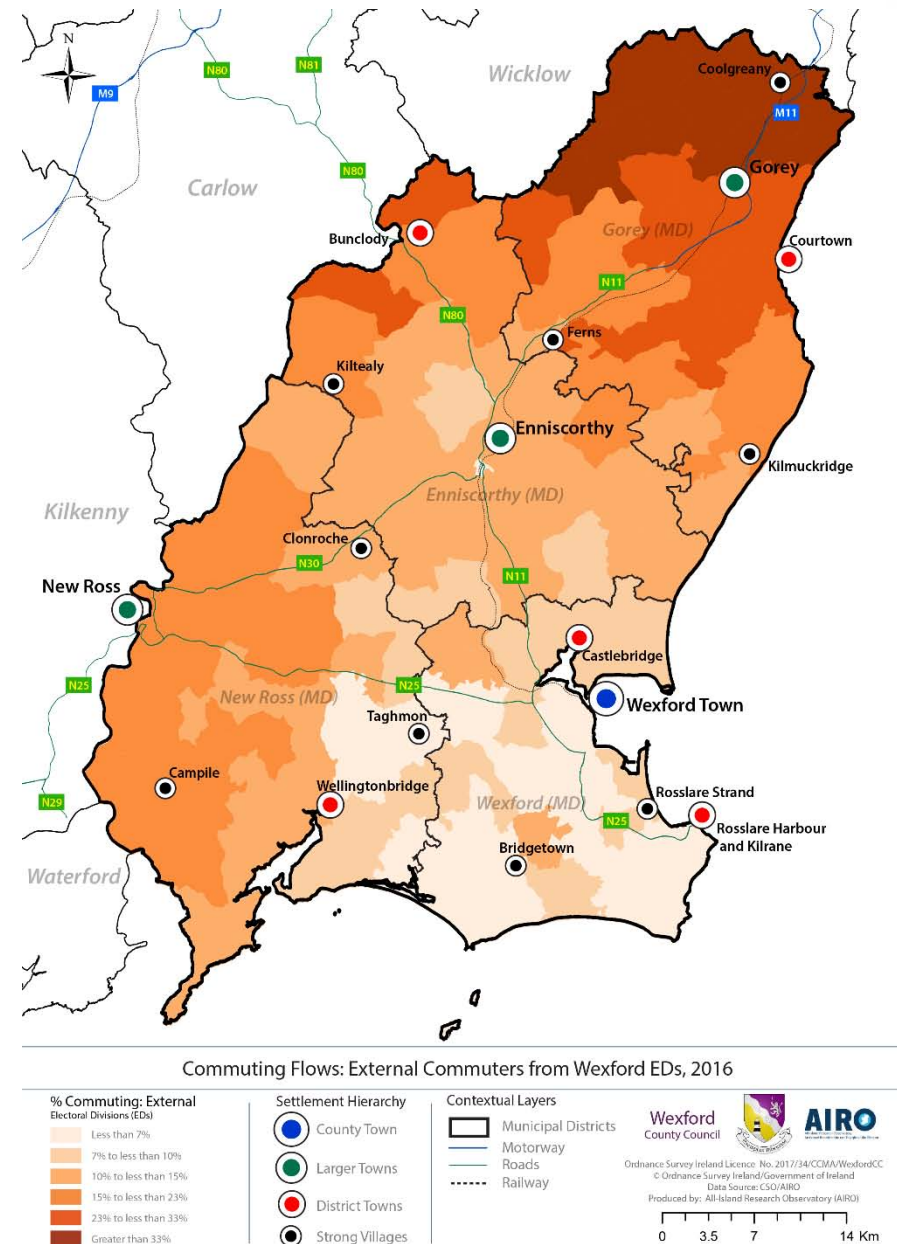 N
Wicklow
Coolgreany
N80
N81
M9
M11
N80
Gorey
Carlow
Gorey (MD)
Bunclody
Courtown
N11
N80
Ferns
Kiltealy
Enniscorthy
Kilmuckridge
Enniscorthy (MD)
Kilkenny
Clonroche
N30
N11
New Ross
Castlebridge
N25
New Ross (MD)
N25
Wexford Town
Taghmon
Campile
Wellingtonbridge
Wexford (MD)
Rosslare Strand
N29
N25
Rosslare Harbour
and Kilrane
Bridgetown
Waterford
Commuting Flows: External Commuters from Wexford EDs, 2016
% Commuting: External
Electoral Divisions (EDs)
Less than 7%
7% to less than 10%
10% to less than 15%
15% to less than 23%
23% to less than 33%
Greater than 33%
Settlement Hierarchy
County Town
Larger Towns
District Towns
Strong Villages
Contextual Layers
Municipal Districts
Motorway
Roads
Railway
Wexford
County Council
AIRO
Ordnance Survey Ireland Licence No. 2017/34/CCMA/WexfordCC
© Ordnance Survey Ireland/Government of Ireland
Data Source: CSO/AIRO
Produced by: All-Island Research Observatory (AIRO)
0 3.5 7 14 Km